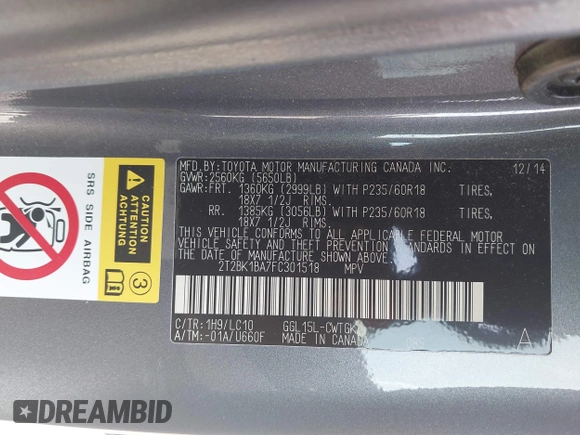 MFD.BY:TOYOTA MOTOR MANUFACTURING CANADA INC. 12/14
GVWR:2560KG (5650LB)
GAWR:FRT. 1360KG (2999LB) WITH P235/60R18 TIRES,
18X7 1/2J RIMS.
RR. 1385KG (3056LB) WITH P235/60R18 TIRES,
18X7 1/2J RIMS.
THIS VEHICLE CONFORMS TO ALL APPLICABLE FEDERAL MOTOR
VEHICLE SAFETY AND THEFT PREVENTION STANDARDS IN EFFECT ON
THE DATE OF MANUFACTURE SHOWN ABOVE.
2T2BK1BA7FC301518 MPV
C/TR:1H9/LC10 GGL15L-CWTGK
A/TM:-01A/U660F MADE IN CANADA
A
SRS SIDE AIRBAG
CAUTION
ATTENTION
ACHTUNG
3
DREAMBID